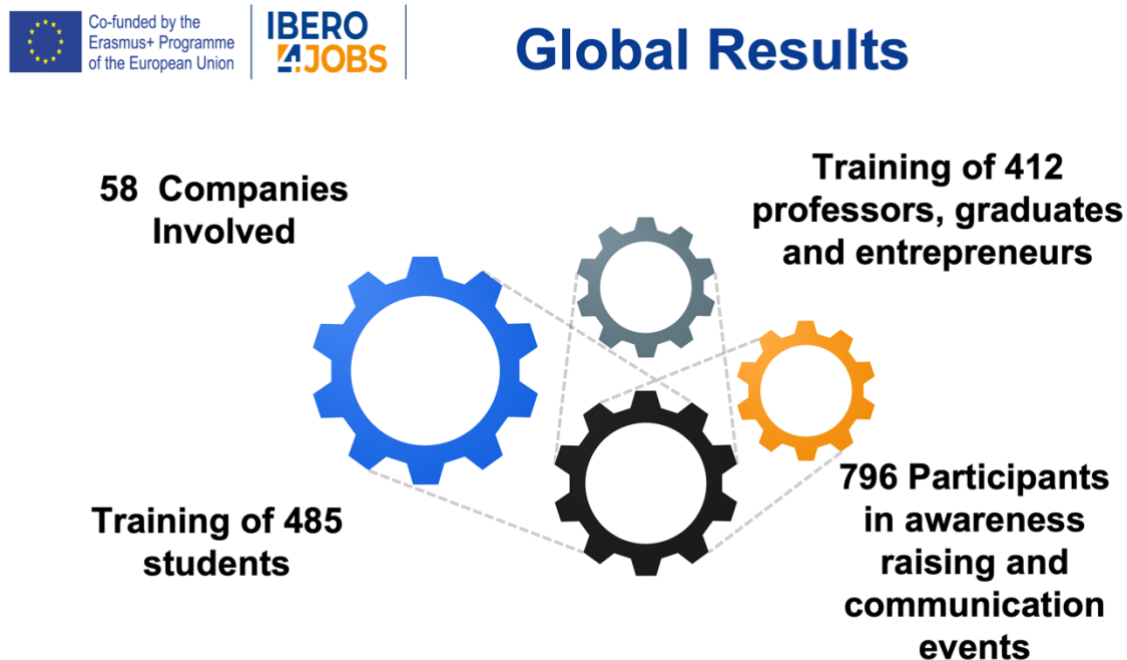 Co-funded by the
Erasmus+ Programme
of the European Union
IBERO
4JOBS
Global Results
58 Companies
Involved
Training of 412
professors, graduates
and entrepreneurs
Training of 485
students
796 Participants
in awareness
raising and
communication
events